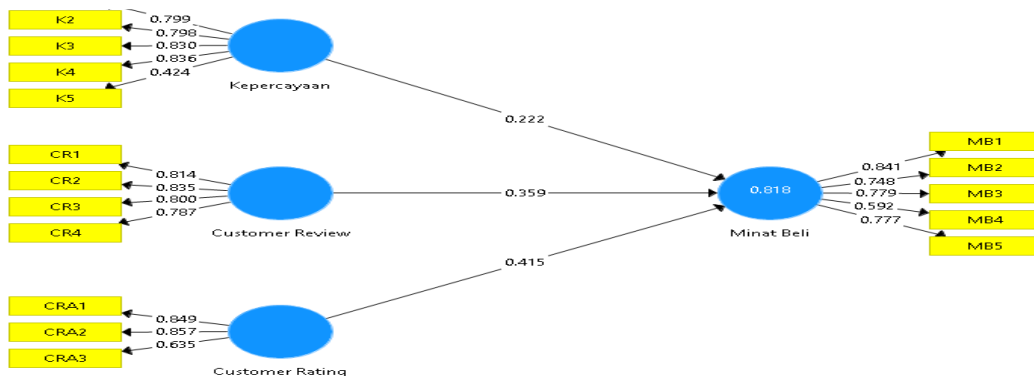 K2
K3
K4
K5
0.799
0.798
0.830
0.836
0.424
Kepercayaan
0.222
CR1
CR2
CR3
CR4
0.814
0.835
0.800
0.787
Customer Review
0.359
CRA1
CRA2
CRA3
0.849
0.857
0.635
Customer Rating
0.415
0.818
Minat Beli
0.841
0.748
0.779
0.592
0.777
MB1
MB2
MB3
MB4
MB5